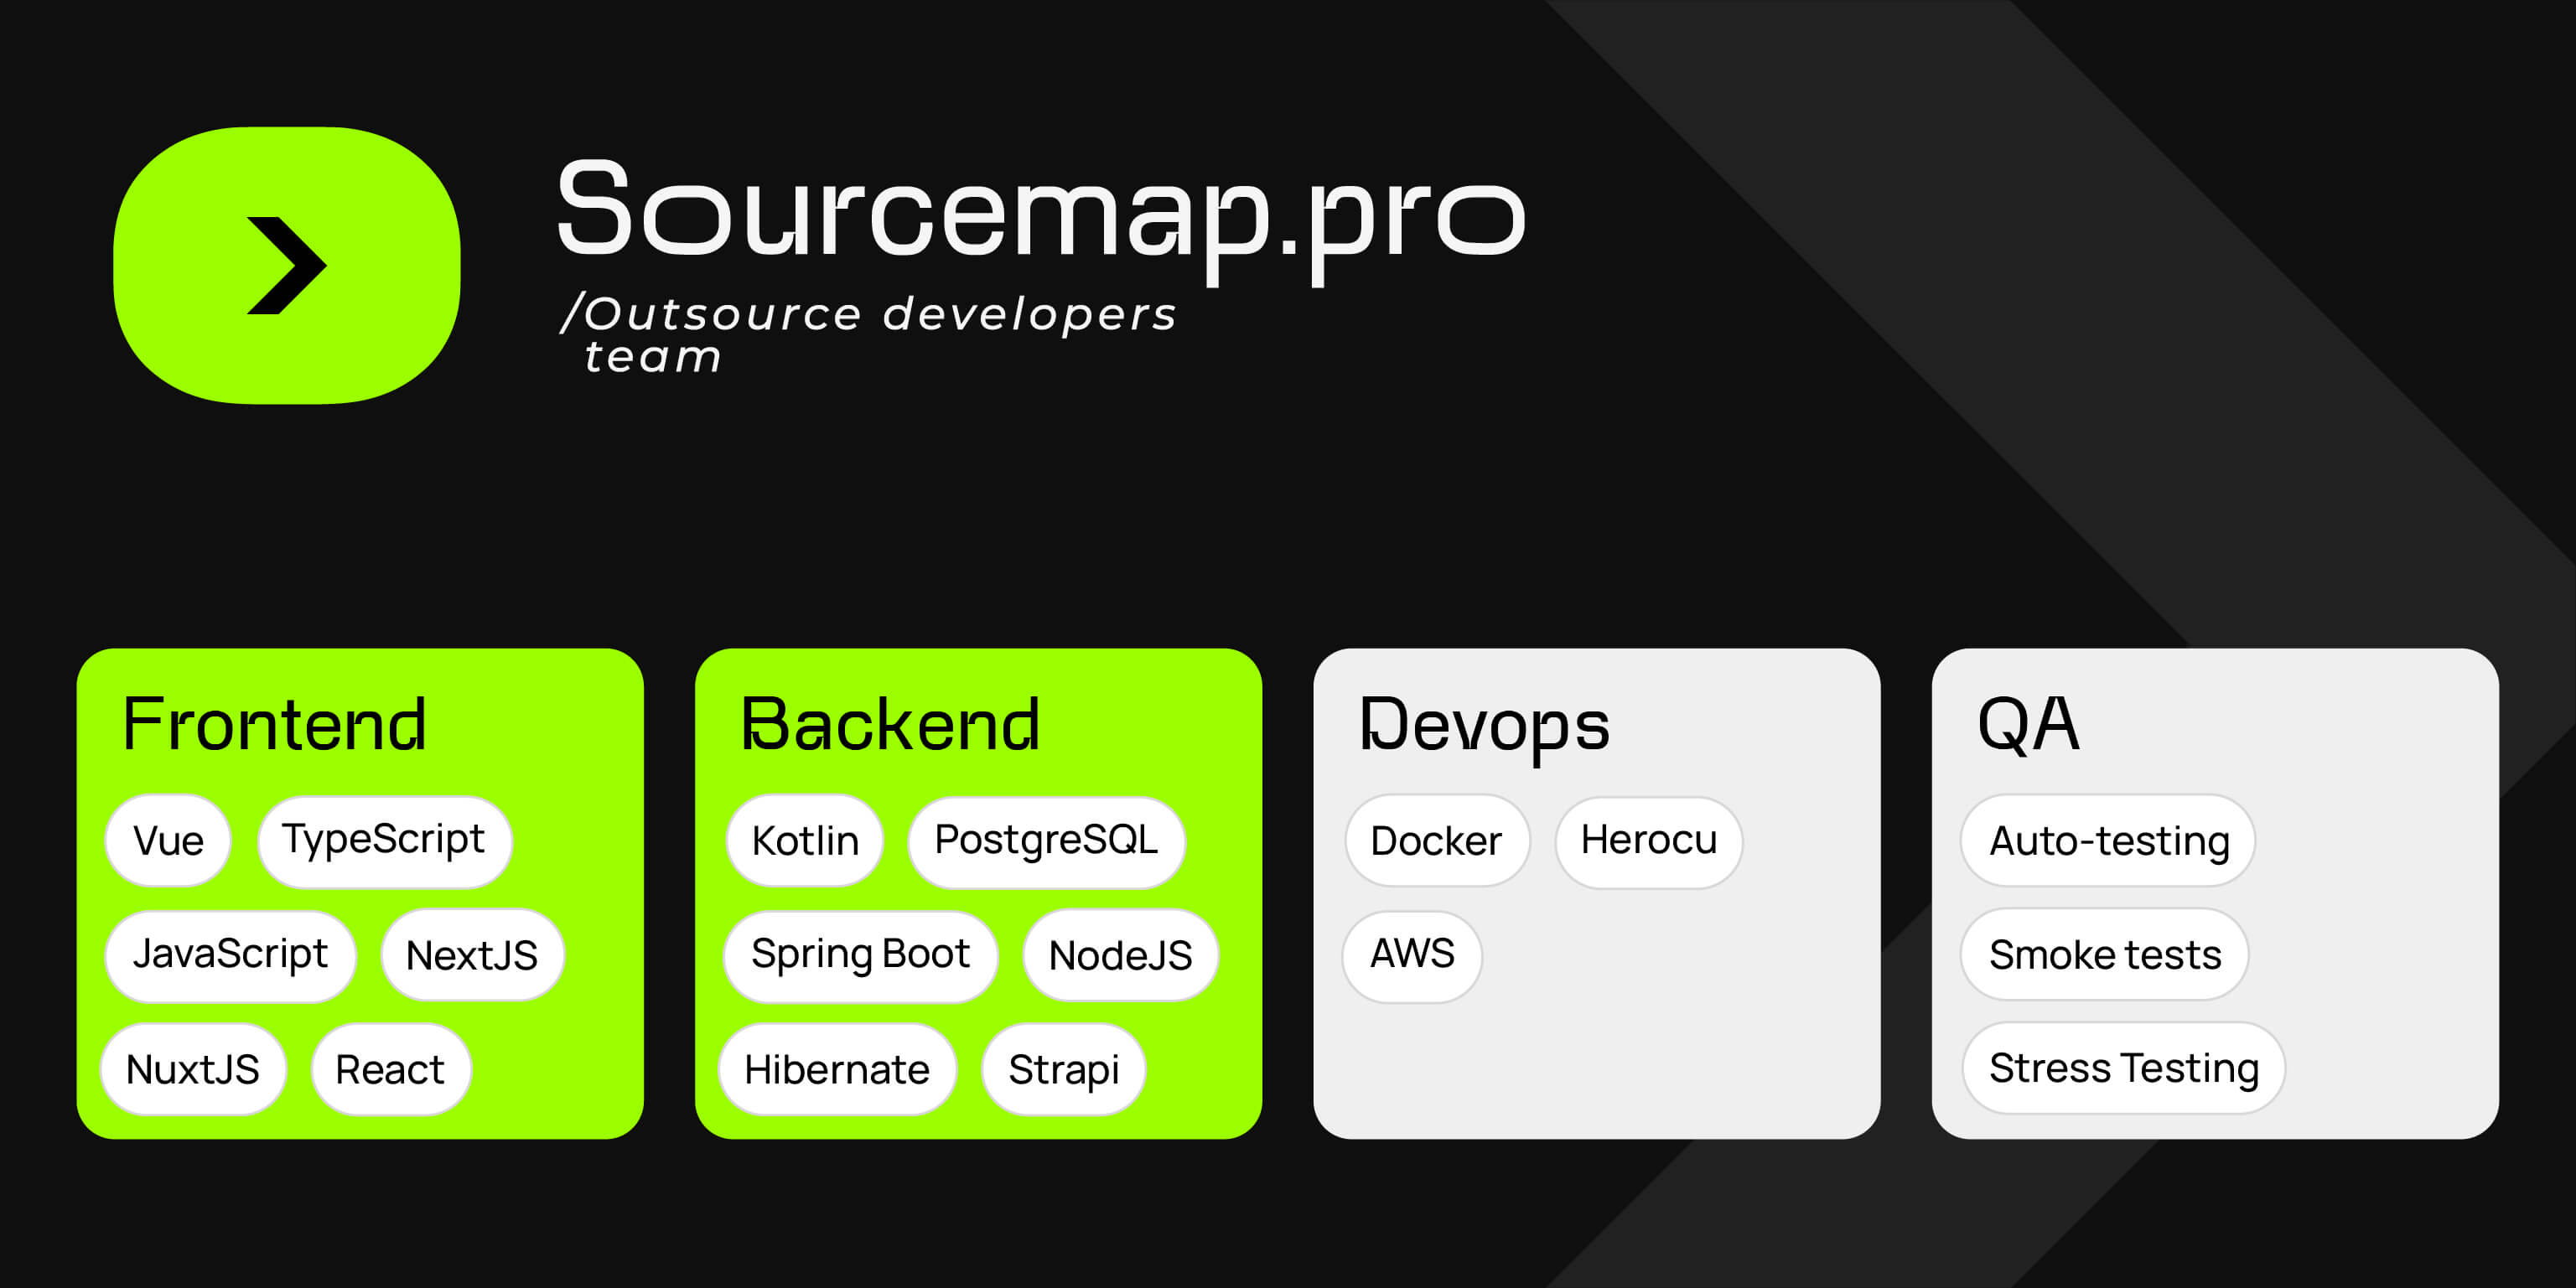 Sourcemap.pro
/Outsource developers
team
Frontend
Vue TypeScript
JavaScript NextJS
NuxtJS React
Backend
Kotlin PostgreSQL
Spring Boot NodeJS
Hibernate Strapi
Devops
Docker Herocu
AWS
QA
Auto-testing
Smoke tests
Stress Testing